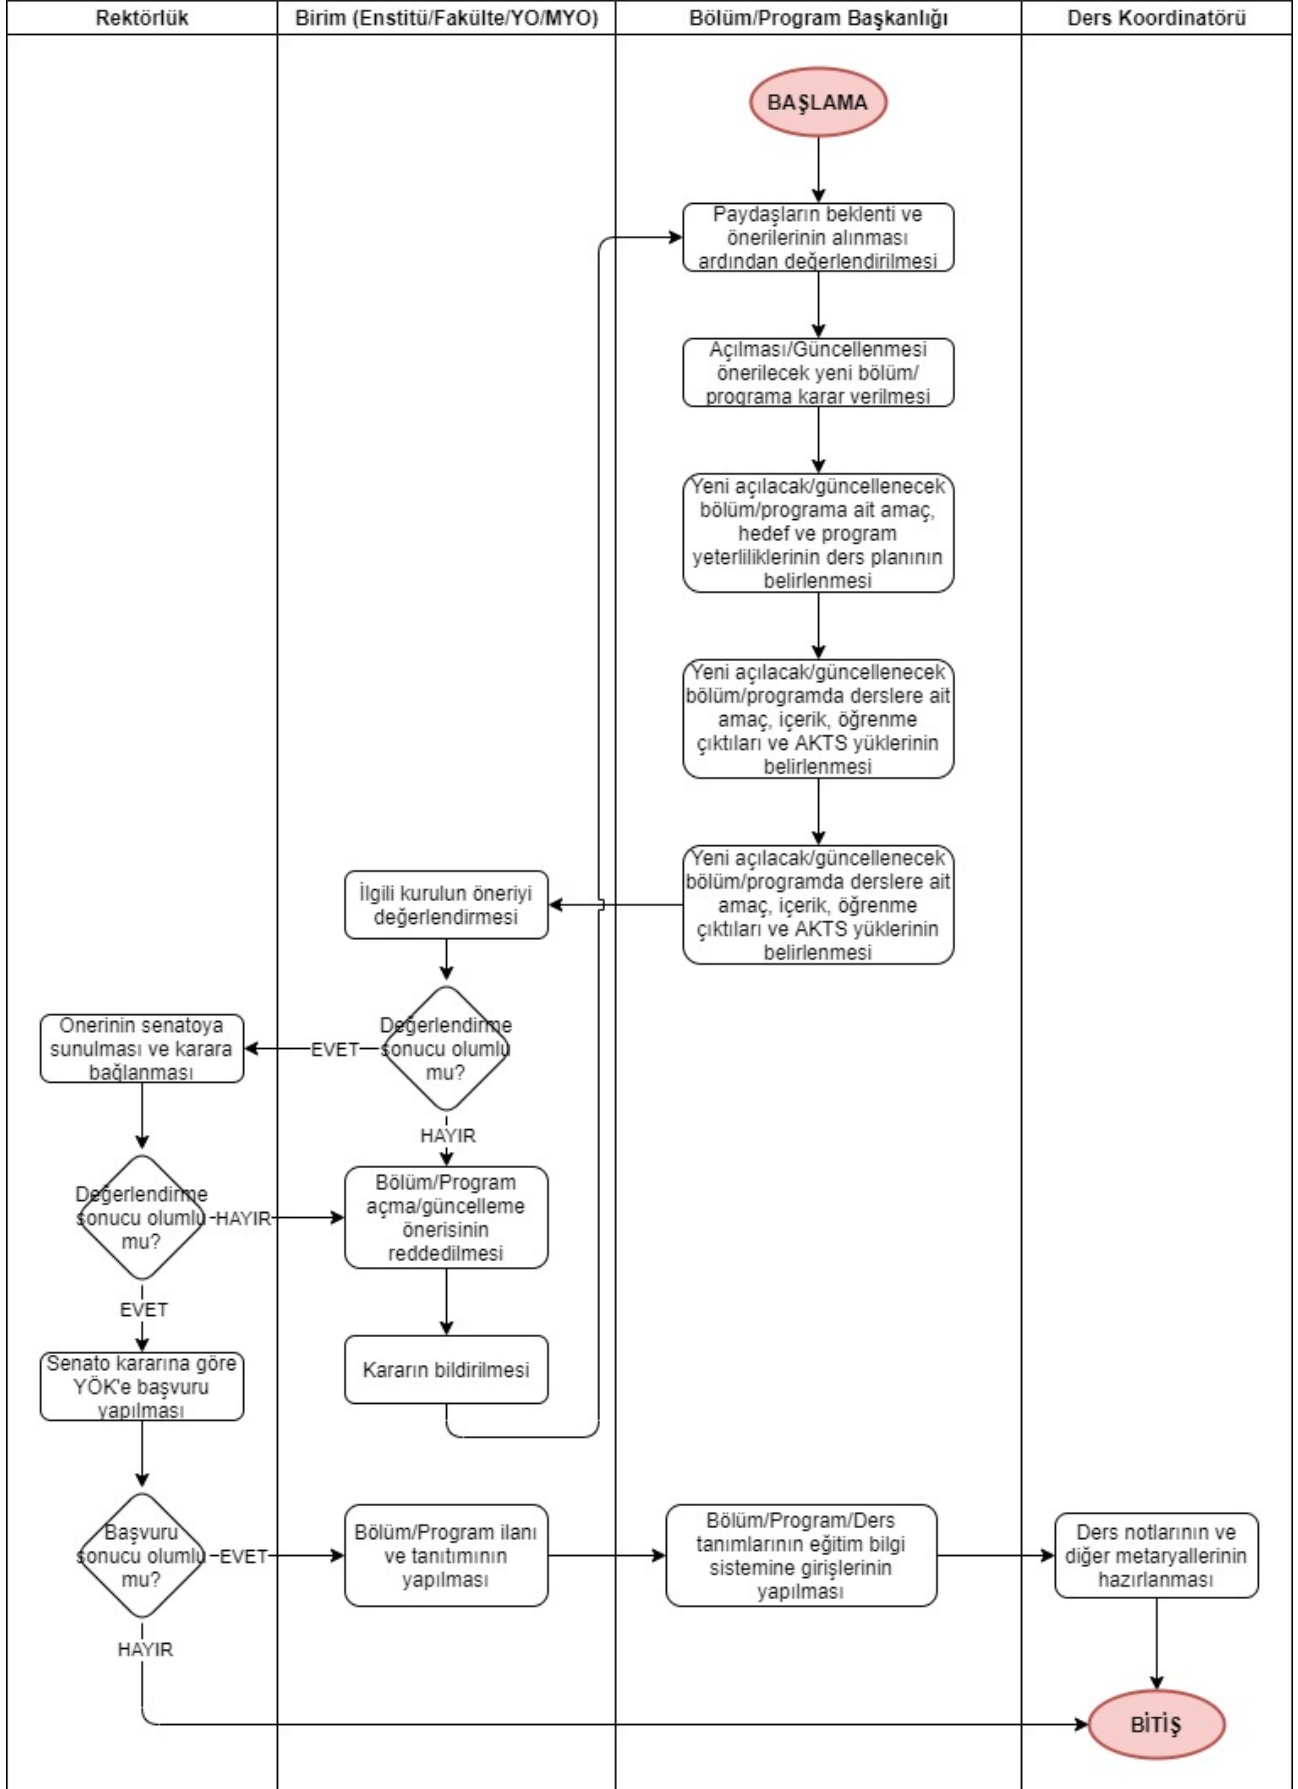 Rektörlük
Birim (Enstitü/Fakülte/YO/MYO)
Bölüm/Program Başkanlığı
Ders Koordinatörü
BAŞLAMA
Paydaşların beklenti ve
önerilerinin alınması
ardından değerlendirilmesi
Açılması/Güncellenmesi
önerilecek yeni bölüm/
programa karar verilmesi
Yeni açılacak/güncellenecek
bölüm/programa ait amaç,
hedef ve program
yeterliliklerinin ders planının
belirlenmesi
Yeni açılacak/güncellenecek
bölüm/programda derslere ait
amaç, içerik, öğrenme
çıktıları ve AKTS yüklerinin
belirlenmesi
Yeni açılacak/güncellenecek
bölüm/programda derslere ait
amaç, içerik, öğrenme
çıktıları ve AKTS yüklerinin
belirlenmesi
İlgili kurulun öneriyi
değerlendirmesi
Değerlendirme
sonucu olumlu
mu?
EVET
HAYIR
Önerinin senatoya
sunulması ve karara
bağlanması
Değerlendirme
sonucu olumlu
mu?
HAYIR
EVET
Bölüm/Program
açma/güncelleme
önerisinin
reddedilmesi
Kararın bildirilmesi
Senato kararına göre
YÖK'e başvuru
yapılması
Başvuru
sonucu olumlu
mu?
EVET
HAYIR
Bölüm/Program ilanı
ve tanıtımının
yapılması
Bölüm/Program/Ders
tanımlarının eğitim bilgi
sistemine girişlerinin
yapılması
Ders notlarının ve
diğer metaryallerinin
hazırlanması
BİTİŞ